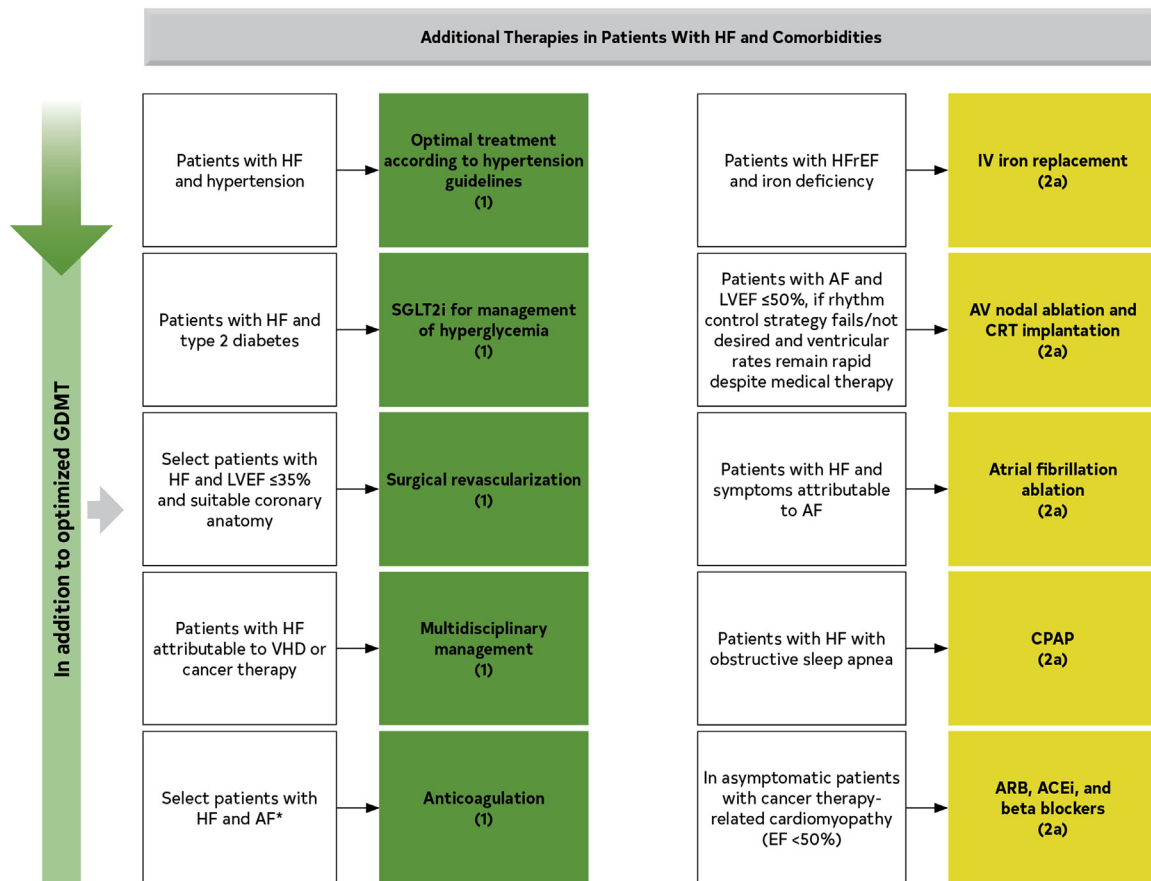 Additional Therapies in Patients With HF and Comorbidities
In addition to optimized GDMT
Patients with HF
and hypertension
Optimal treatment
according to hypertension
guidelines
(1)
Patients with HF and
type 2 diabetes
SGLT2i for management
of hyperglycemia
(1)
Select patients with
HF and LVEF ≤35%
and suitable coronary
anatomy
Surgical revascularization
(1)
Patients with HF
attributable to VHD or
cancer therapy
Multidisciplinary
management
(1)
Select patients with
HF and AF*
Anticoagulation
(1)
Patients with HFrEF
and iron deficiency
IV iron replacement
(2a)
Patients with AF and
LVEF ≤50%, if rhythm
control strategy fails/not
desired and ventricular
rates remain rapid
despite medical therapy
AV nodal ablation and
CRT implantation
(2a)
Patients with HF and
symptoms attributable
to AF
Atrial fibrillation
ablation
(2a)
Patients with HF with
obstructive sleep apnea
CPAP
(2a)
In asymptomatic patients
with cancer therapy-
related cardiomyopathy
(EF <50%)
ARB, ACEi, and
beta blockers
(2a)